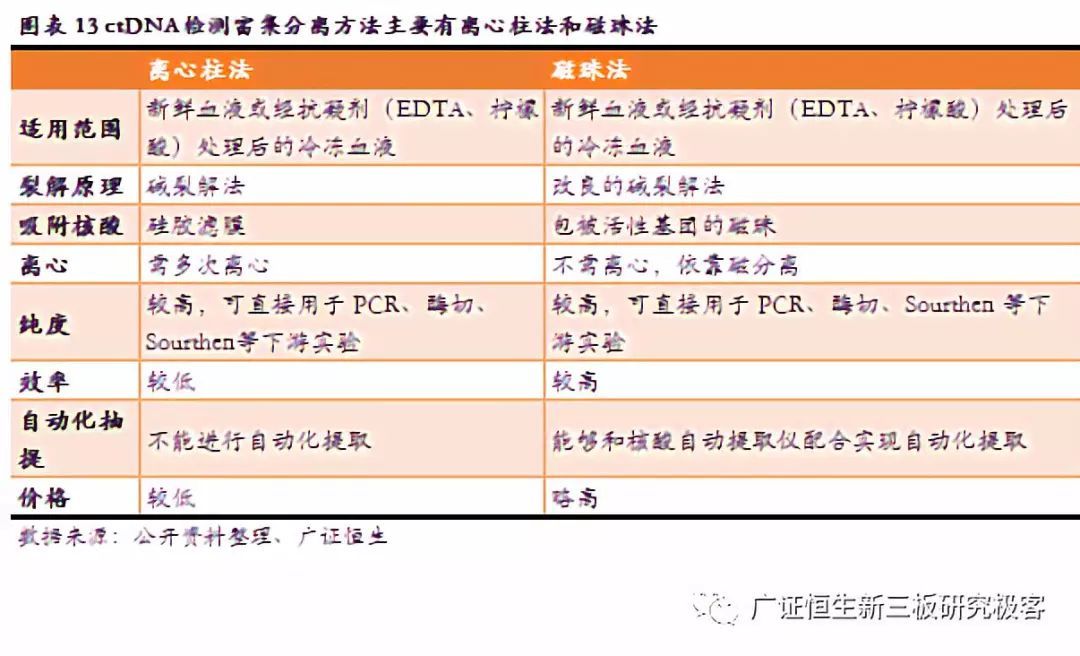 图表 13 ctDNA检测富集分离方法主要有离心柱法和磁珠法
离心柱法 磁珠法
适用范围 新鲜血液或经抗凝剂（EDTA、柠檬 新鲜血液或经抗凝剂（EDTA、柠檬酸）处理后
酸）处理后的冷冻血液 的冷冻血液
裂解原理 碱裂解法 改良的碱裂解法
吸附核酸 硅胶滤膜 包被活性基团的磁珠
离心 需多次离心 不需离心，依靠磁分离
纯度 较高，可直接用于 PCR、酶切、 较高，可直接用于 PCR、酶切、Sourthen 等下
Sourthen等下游实验 游实验
效率 较低 较高
自动化抽
提 不能进行自动化提取 能够和核酸自动提取仪配合实现自动化提取
价格 较低 略高
数据来源：公开资料整理、广证恒生
广证恒生新三板研究极客